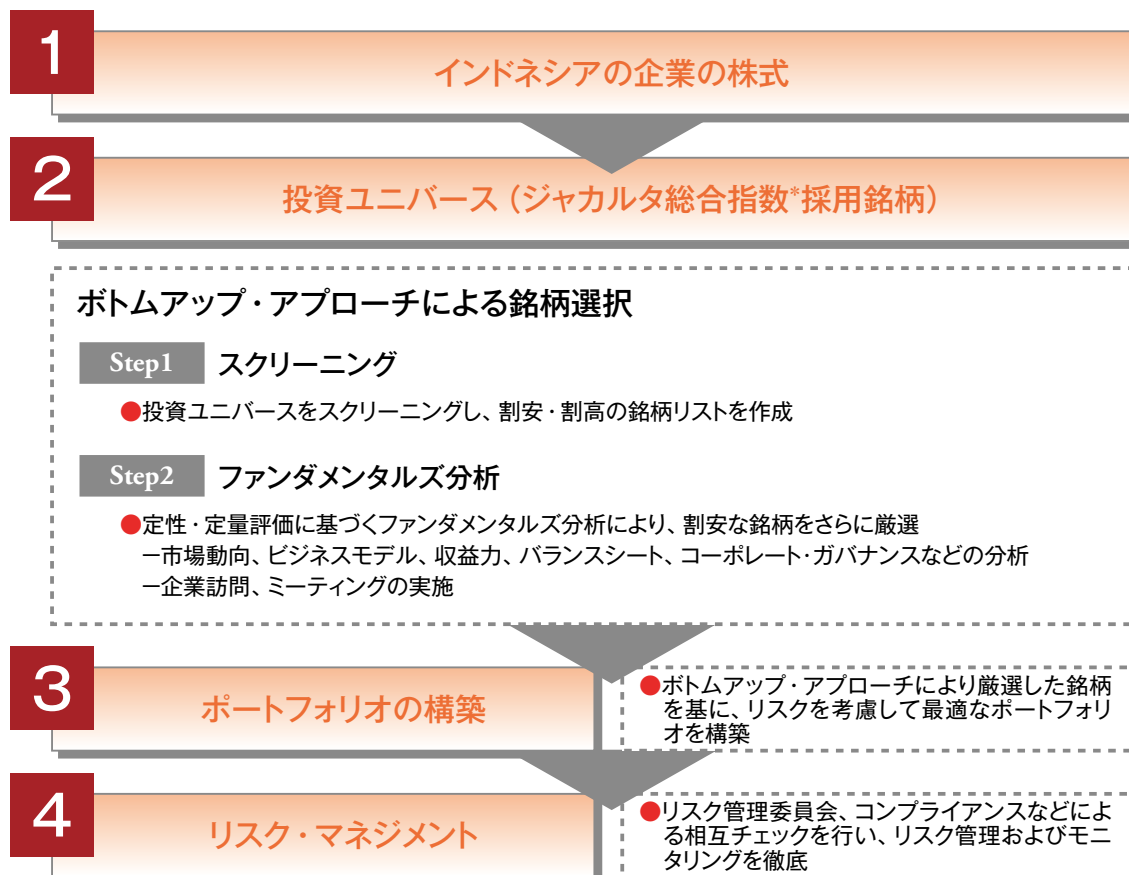 1
インドネシアの企業の株式
2
投資ユニバース（ジャカルタ総合指数*採用銘柄）
ボトムアップ・アプローチによる銘柄選択
Step1 スクリーニング
●投資ユニバースをスクリーニングし、割安・割高の銘柄リストを作成
Step2 ファンダメンタルズ分析
●定性・定量評価に基づくファンダメンタルズ分析により、割安な銘柄をさらに厳選
－市場動向、ビジネスモデル、収益力、バランスシート、コーポレート・ガバナンスなどの分析
－企業訪問、ミーティングの実施
3
ポートフォリオの構築
●ボトムアップ・アプローチにより厳選した銘柄
を基に、リスクを考慮して最適なポートフォリ
オを構築
4
リスク・マネジメント
●リスク管理委員会、コンプライアンスなどによ
る相互チェックを行い、リスク管理およびモニ
タリングを徹底